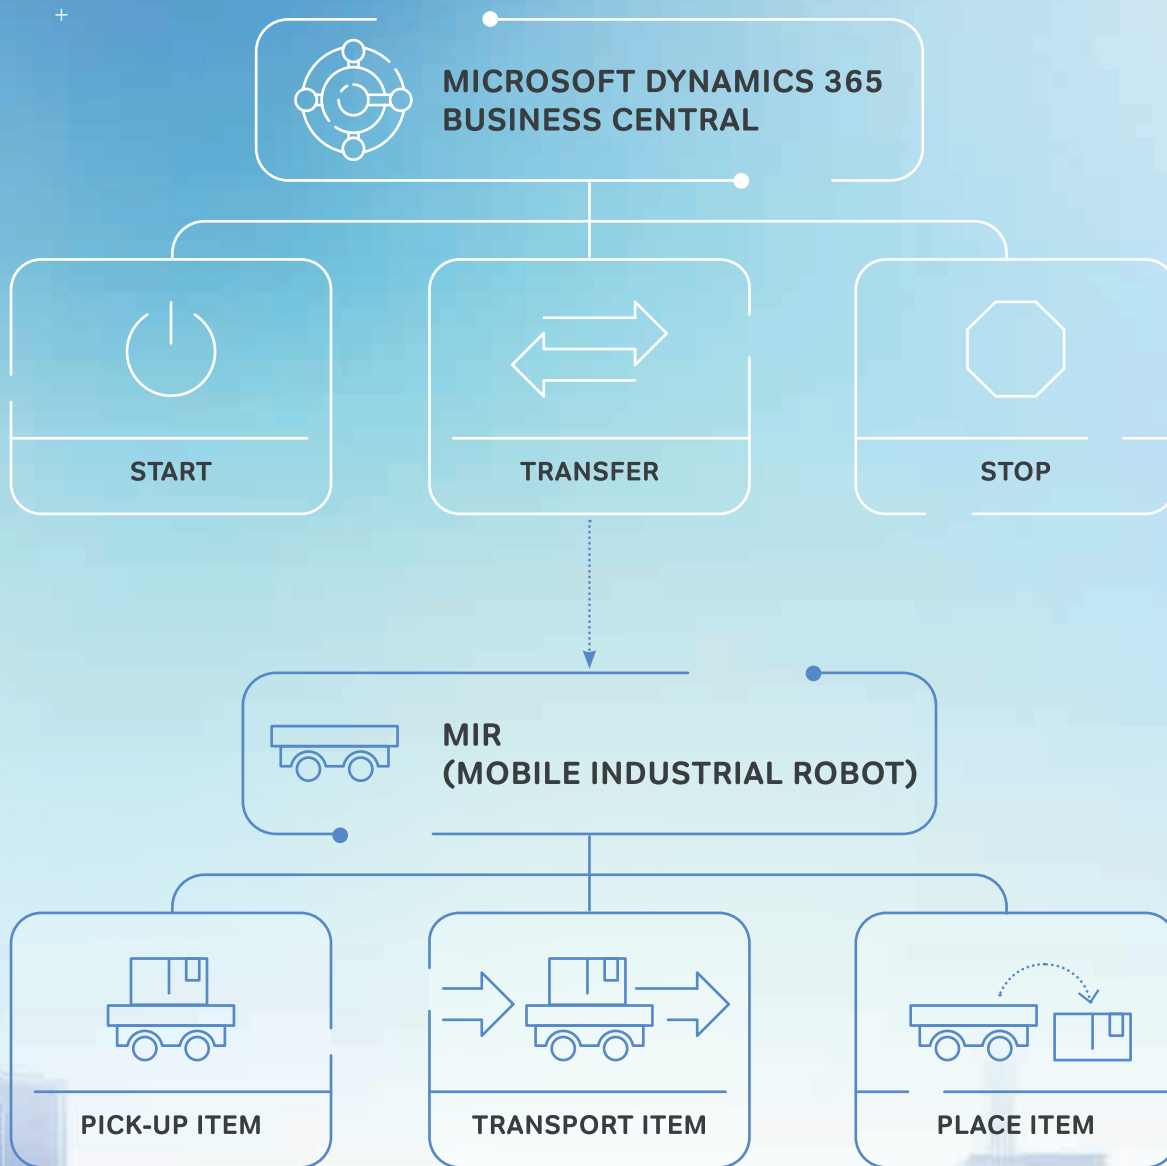 MICROSOFT DYNAMICS 365
BUSINESS CENTRAL
START
TRANSFER
STOP
MIR
(MOBILE INDUSTRIAL ROBOT)
PICK-UP ITEM
TRANSPORT ITEM
PLACE ITEM